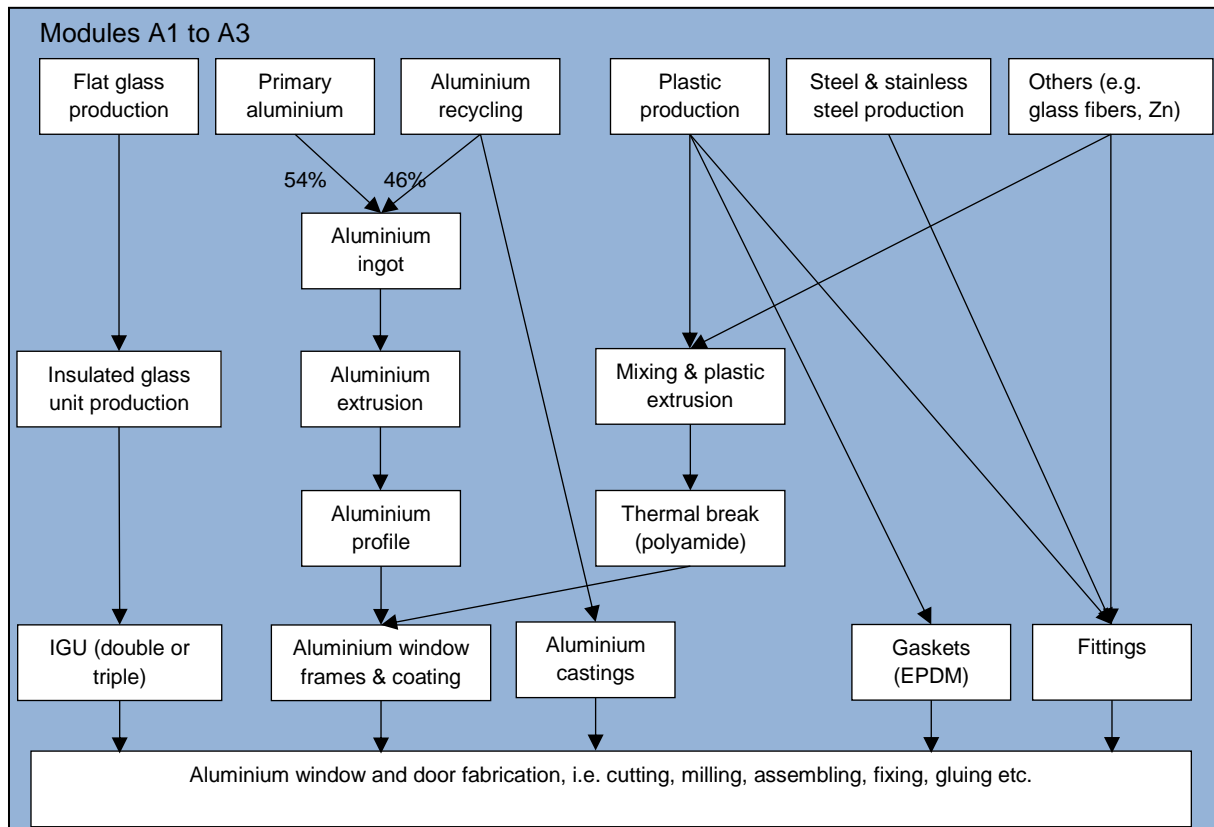 Modules A1 to A3
Flat glass
production
Primary
aluminium
Aluminium
recycling
Plastic
production
Steel & stainless
steel production
Others (e.g.
glass fibers, Zn)
54%
46%
Aluminium
ingot
Insulated glass
unit production
Aluminium
extrusion
Mixing & plastic
extrusion
Aluminium
profile
Thermal break
(polyamide)
IGU (double or
triple)
Aluminium window
frames & coating
Aluminium
castings
Gaskets
(EPDM)
Fittings
Aluminium window and door fabrication, i.e. cutting, milling, assembling, fixing, gluing etc.